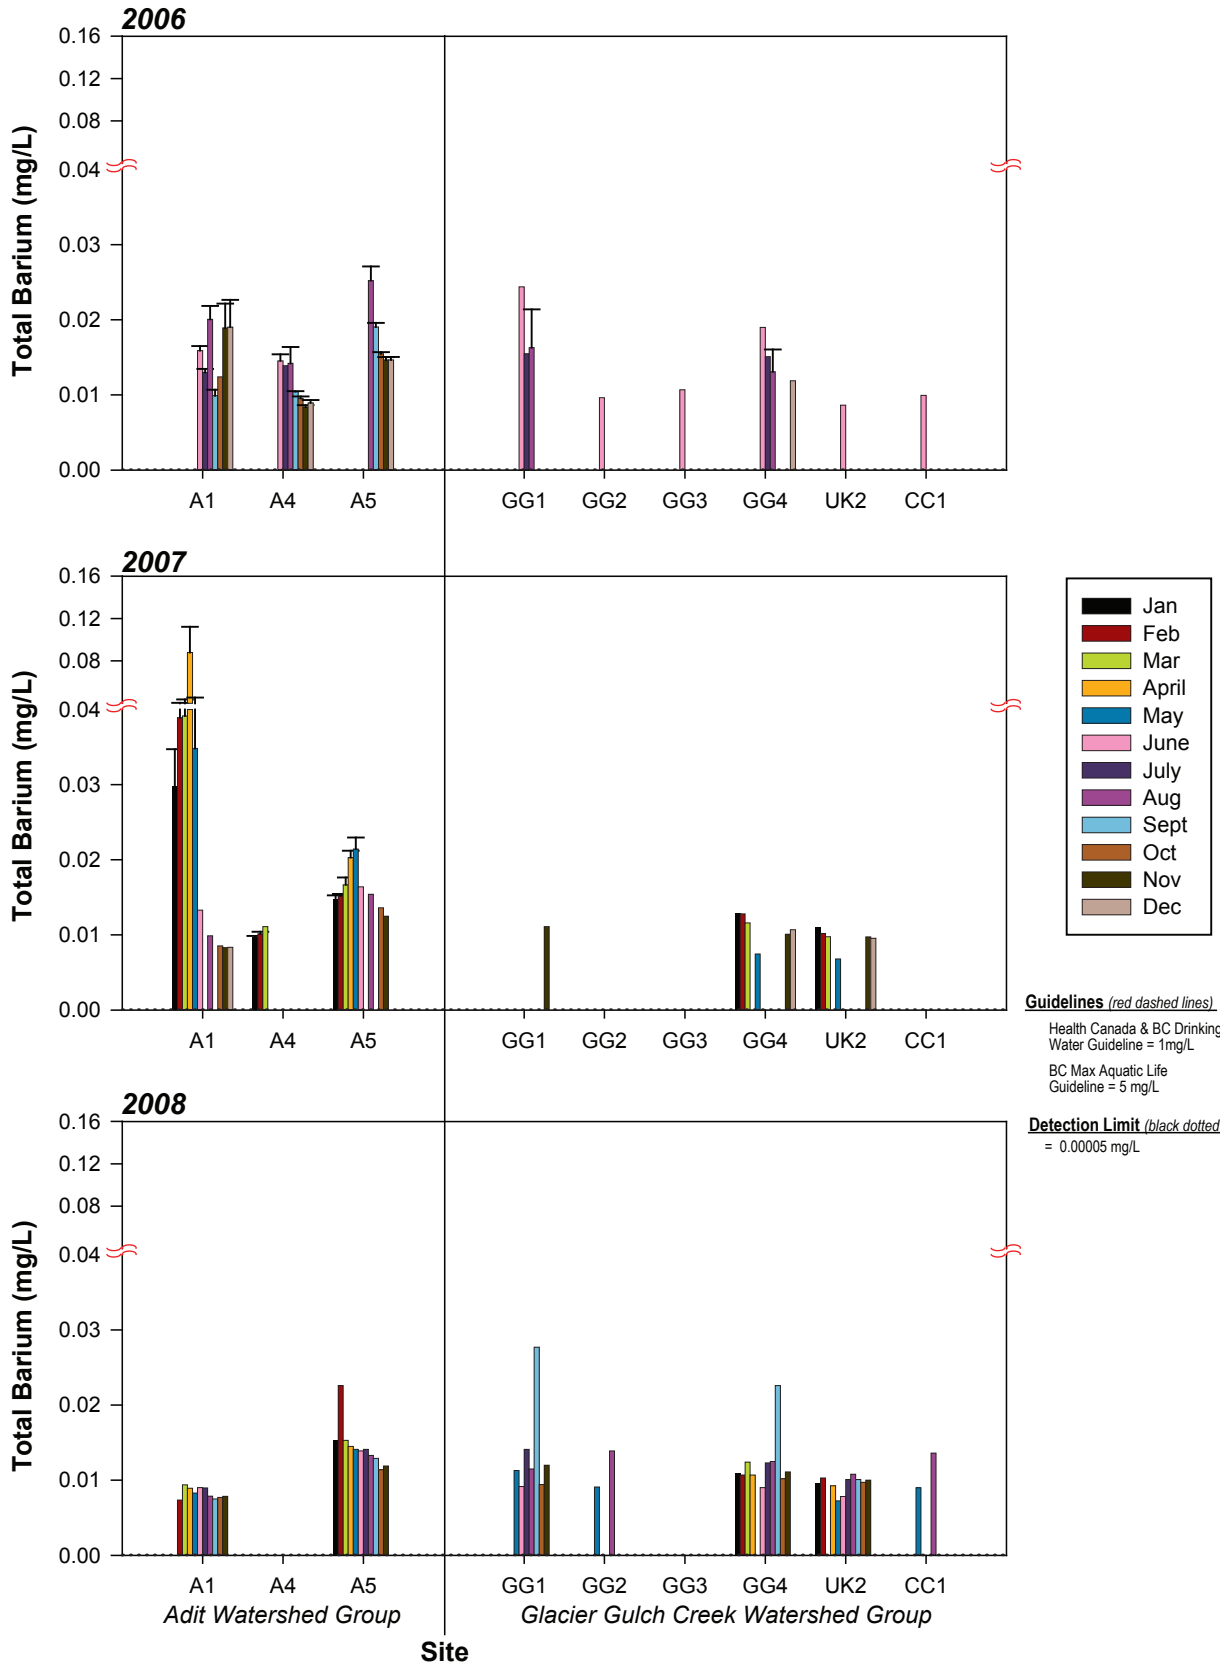 2006
0.16
0.12
0.08
0.04
0.03
0.02
0.01
0.00
Total Barium (mg/L)
A1 A4 A5 GG1 GG2 GG3 GG4 UK2 CC1
2007
0.16
0.12
0.08
0.04
0.03
0.02
0.01
0.00
Total Barium (mg/L)
A1 A4 A5 GG1 GG2 GG3 GG4 UK2 CC1
Jan
Feb
Mar
April
May
June
July
Aug
Sept
Oct
Nov
Dec
Guidelines (red dashed lines)
Health Canada & BC Drinking
Water Guideline = 1mg/L
BC Max Aquatic Life
Guideline = 5 mg/L
Detection Limit (black dotted
= 0.00005 mg/L
2008
0.16
0.12
0.08
0.04
0.03
0.02
0.01
0.00
Total Barium (mg/L)
A1 A4 A5 GG1 GG2 GG3 GG4 UK2 CC1
Adit Watershed Group Glacier Gulch Creek Watershed Group
Site